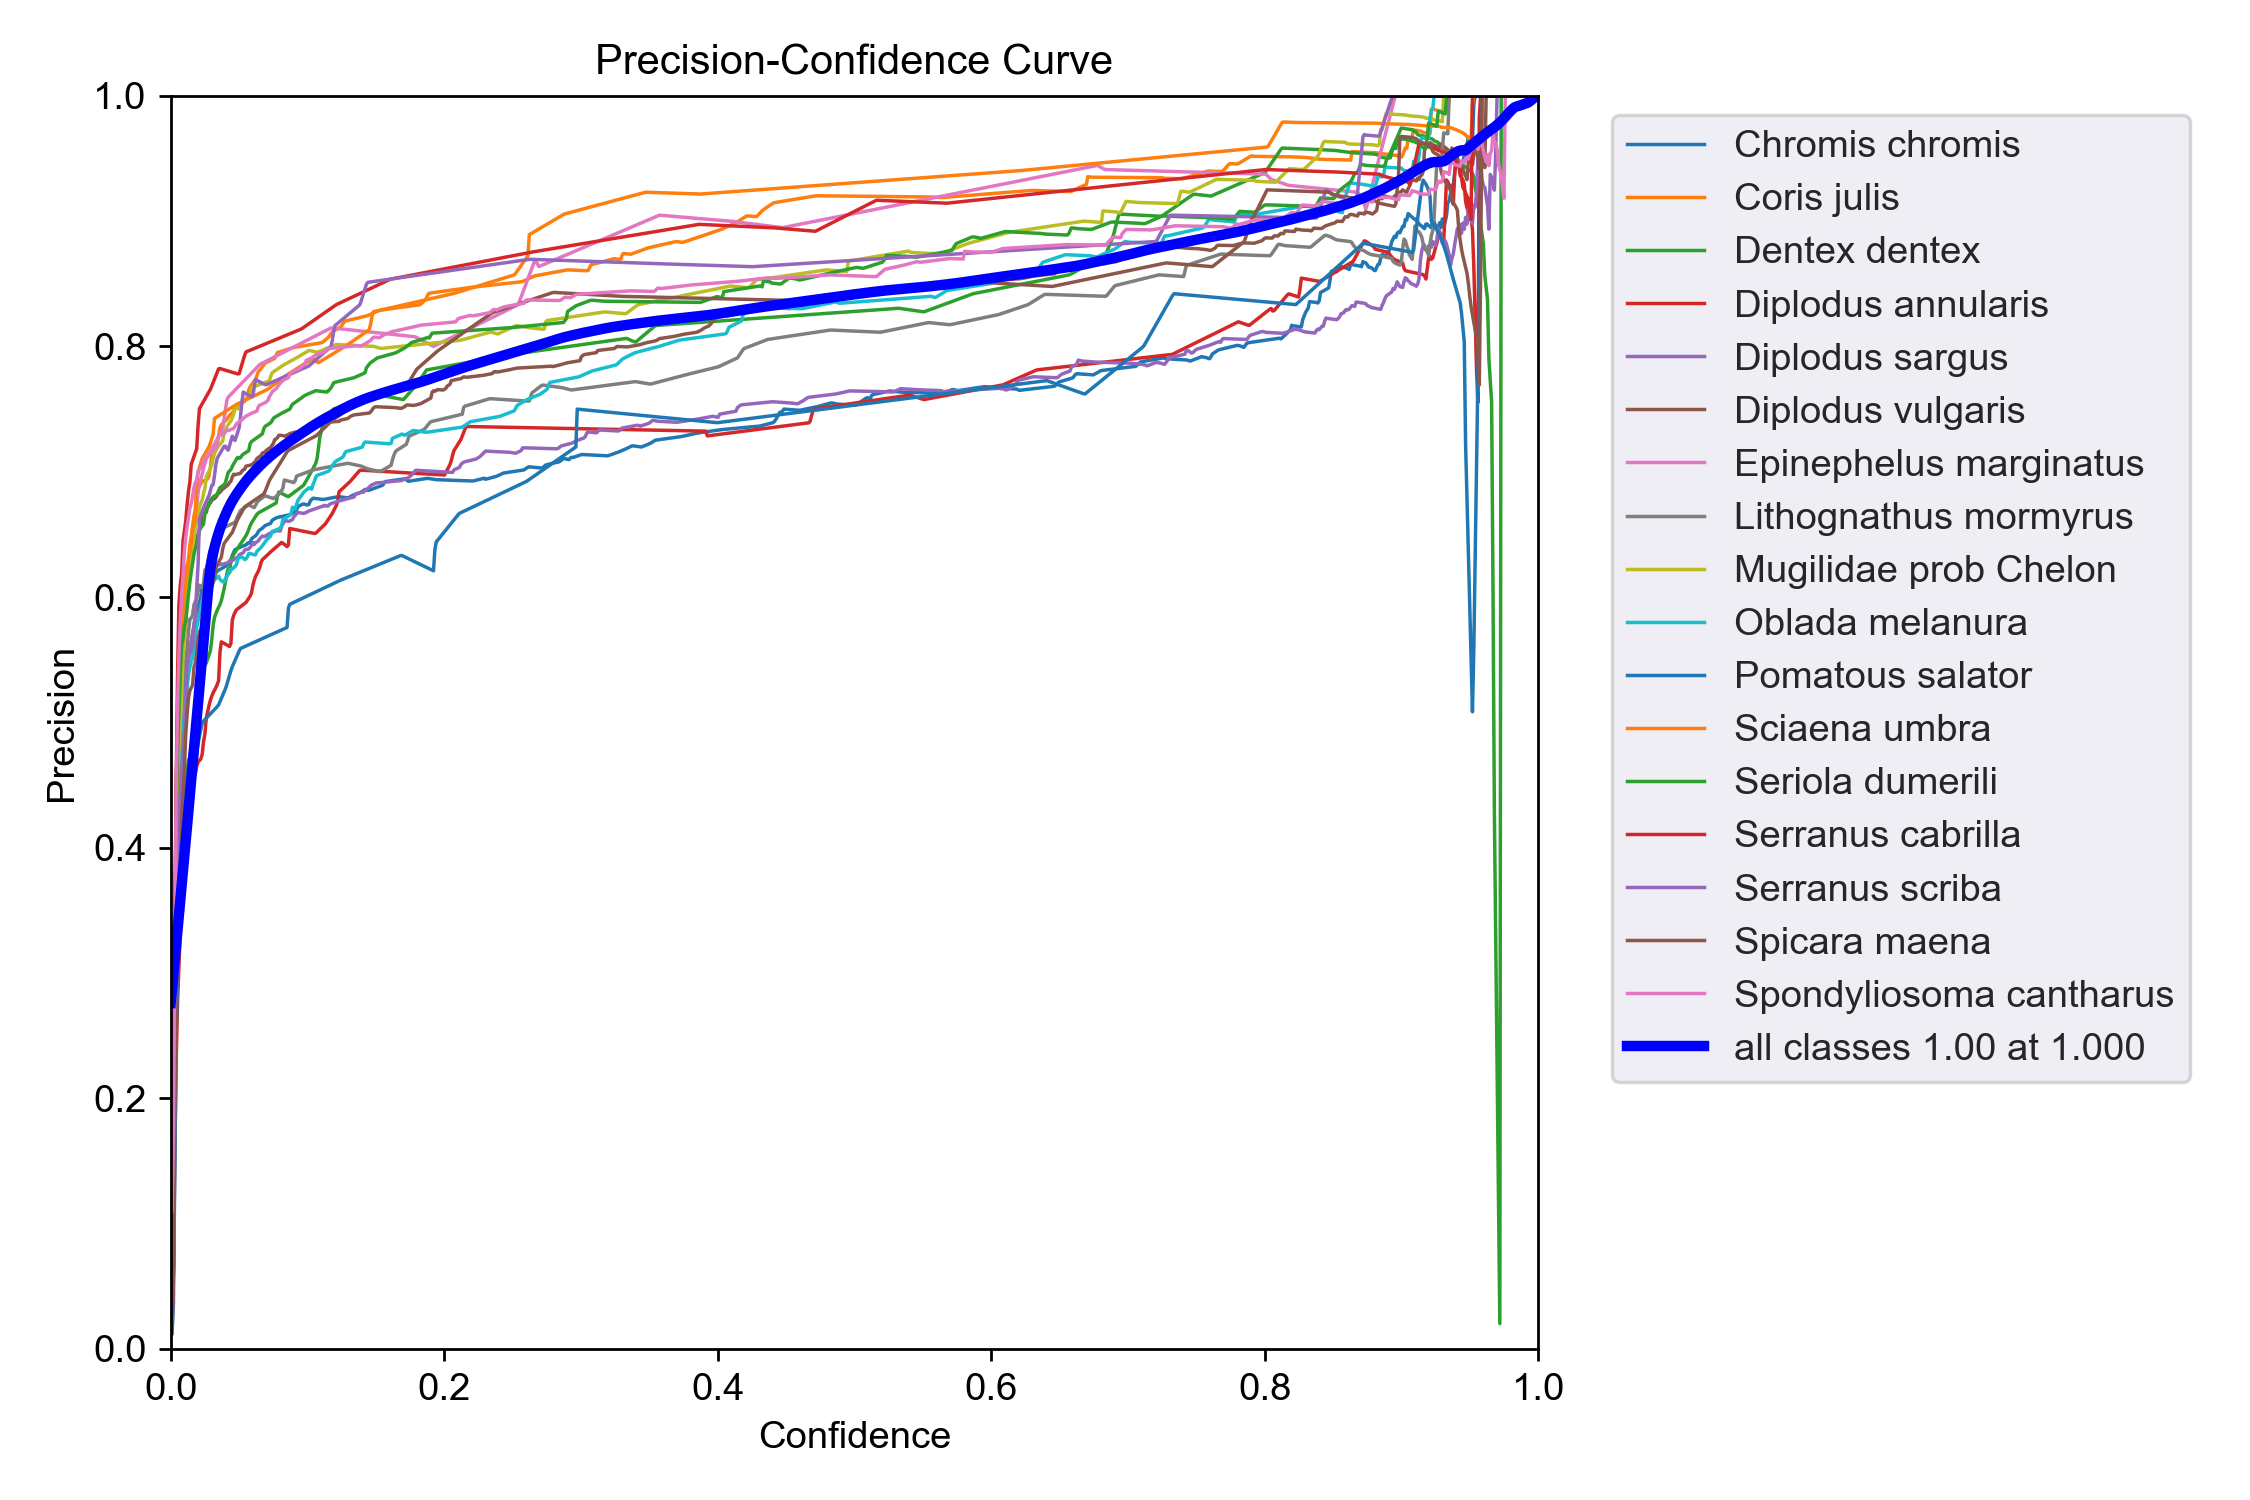 Precision-Confidence Curve
1.0
0.8
0.6
0.4
0.2
0.0
Precision
0.0 0.2 0.4 0.6 0.8 1.0
Confidence
Chromis chromis
Coris julis
Dentex dentex
Diplodus annularis
Diplodus sargus
Diplodus vulgaris
Epinephelus marginatus
Lithognathus mormyrus
Mugilidae prob Chelon
Oblada melanura
Pomatous salator
Sciaena umbra
Seriola dumerili
Serranus cabrilla
Serranus scriba
Spicara maena
Spondyliosoma cantharus
all classes 1.00 at 1.000